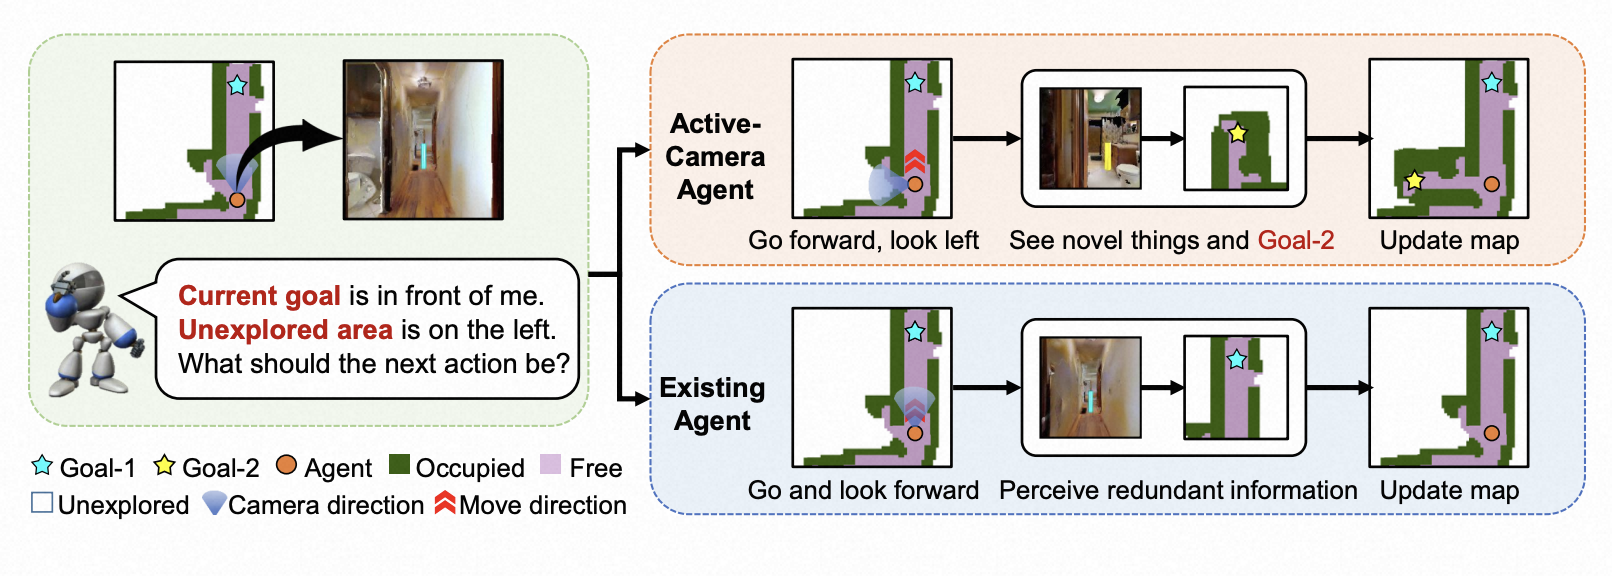 Current goal is in front of me.
Unexplored area is on the left.
What should the next action be?
Active-
Camera
Agent
Go forward, look left
See novel things and Goal-2
Update map
Existing
Agent
Go and look forward
Perceive redundant information
Update map
Goal-1 Goal-2 Agent Occupied Free
Unexplored Camera direction Move direction